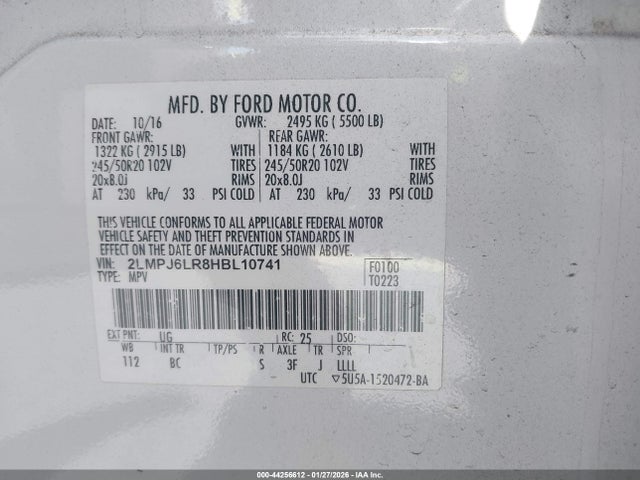 MFD. BY FORD MOTOR CO.
DATE: 10/16 GVWR: 2495 KG ( 5500 LB)
FRONT GAWR: REAR GAWR:
1322 KG ( 2915 LB) WITH 1184 KG ( 2610 LB) WITH
245/50R20 102V TIRES 245/50R20 102V TIRES
20x8.0J RIMS 20x8.0J RIMS
AT 230 kPa/ 33 PSI COLD AT 230 kPa/ 33 PSI COLD
THIS VEHICLE CONFORMS TO ALL APPLICABLE FEDERAL MOTOR
VEHICLE SAFETY AND THEFT PREVENTION STANDARDS IN
EFFECT ON THE DATE OF MANUFACTURE SHOWN ABOVE.
VIN: 2LMPJ6LR8HBL10741 F0100
TYPE: MPV T0223
EXT PNT: UG RC: 25 DSO:
WB INT TR TP/PS R AXLE TR SPR
112 BC S 3F J LLLL
UTC ▽5U5A-1520472-BA
000-44256612 - 01/27/2026 - IAA Inc.